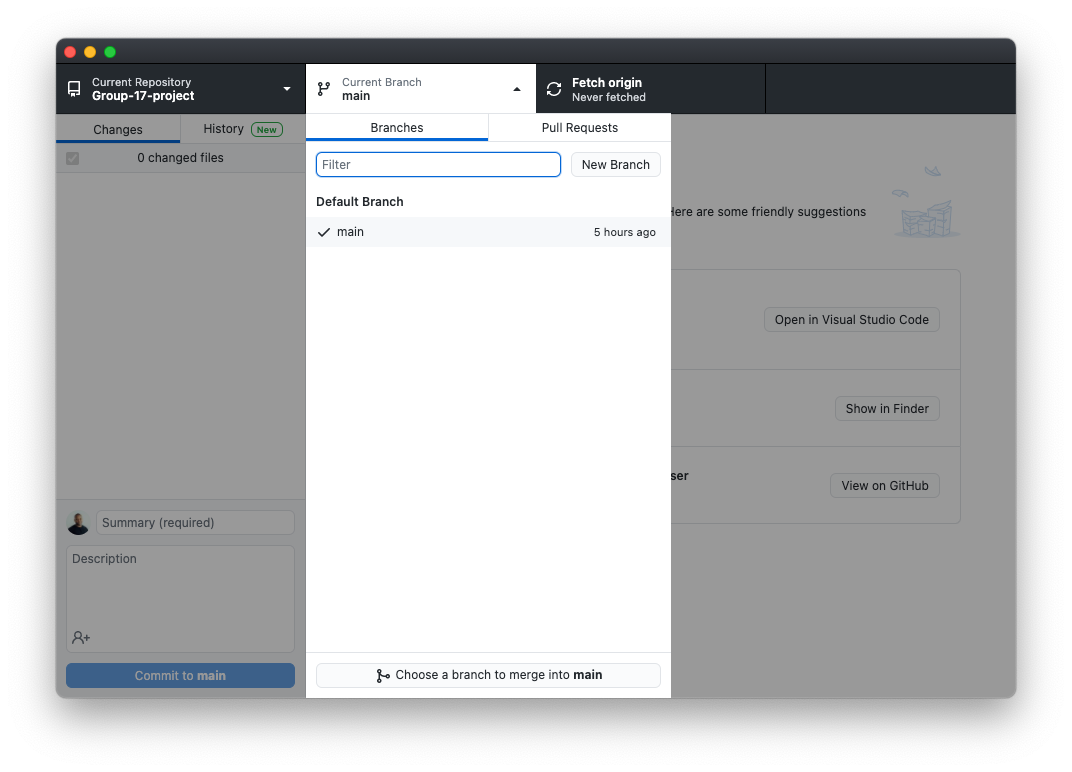 Current Repository
Group-17-project
Current Branch
main
Fetch origin
Never fetched
Changes
History New
0 changed files
Branches
Pull Requests
Filter
New Branch
Default Branch
main 5 hours ago
Here are some friendly suggestions
Open in Visual Studio Code
Show in Finder
ser
View on GitHub
Summary (required)
Description
Commit to main
Choose a branch to merge into main